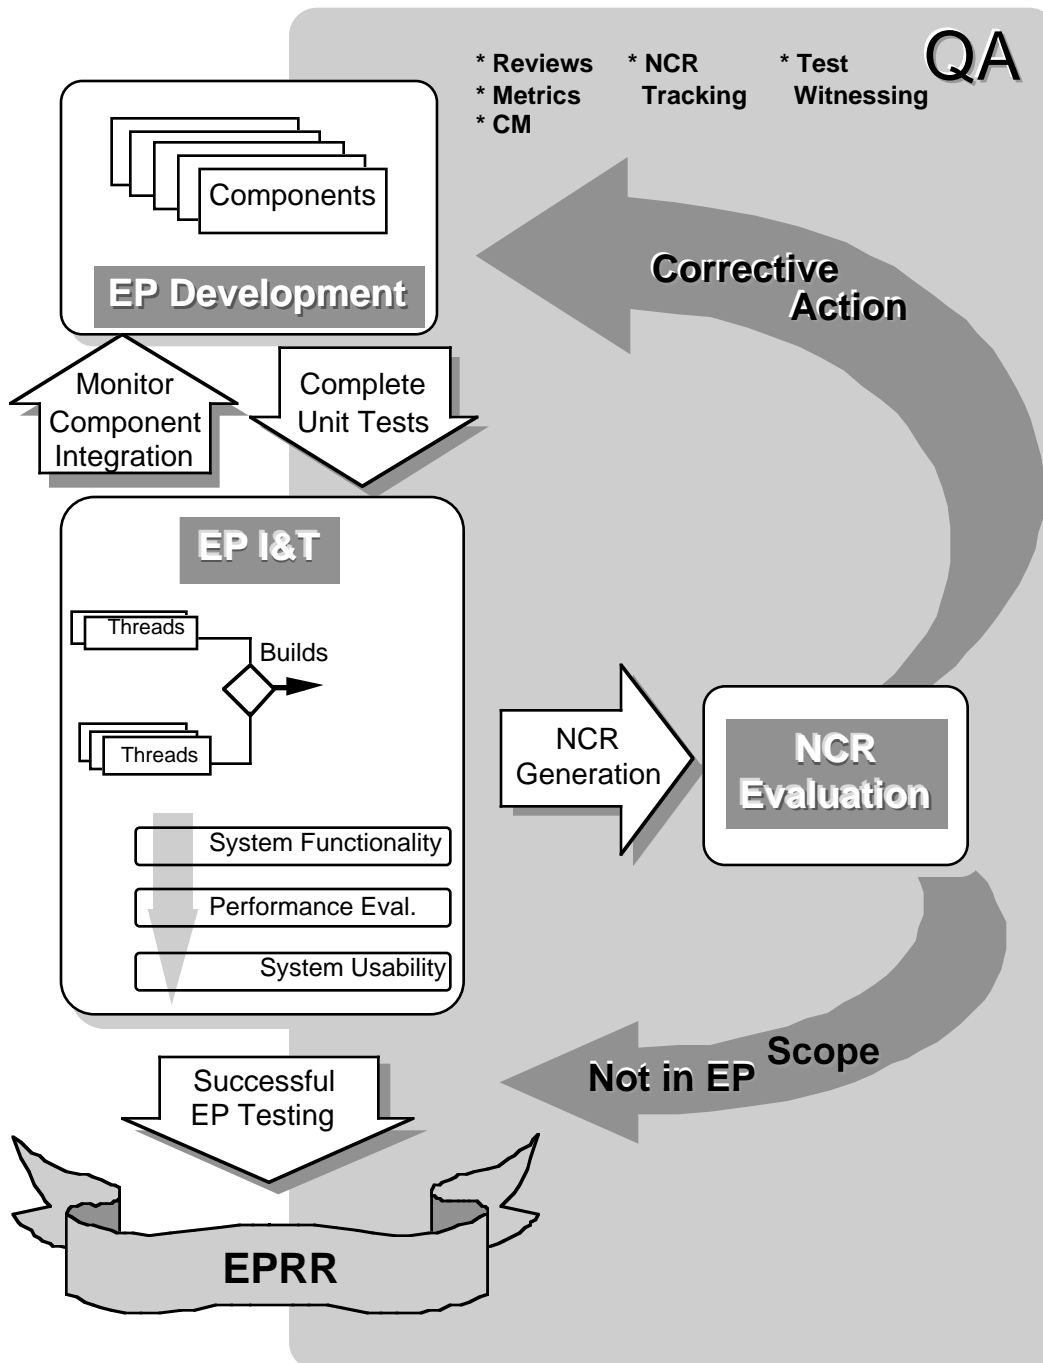 QA
* Reviews
* Metrics
* CM
* NCR
Tracking
* Test
Witnessing
Components
EP Development
Corrective
Action
Monitor
Component
Integration
Complete
Unit Tests
EP I&T
Threads
Builds
Threads
NCR
Generation
NCR
Evaluation
System Functionality
Performance Eval.
System Usability
Not in EP Scope
Successful
EP Testing
EPRR